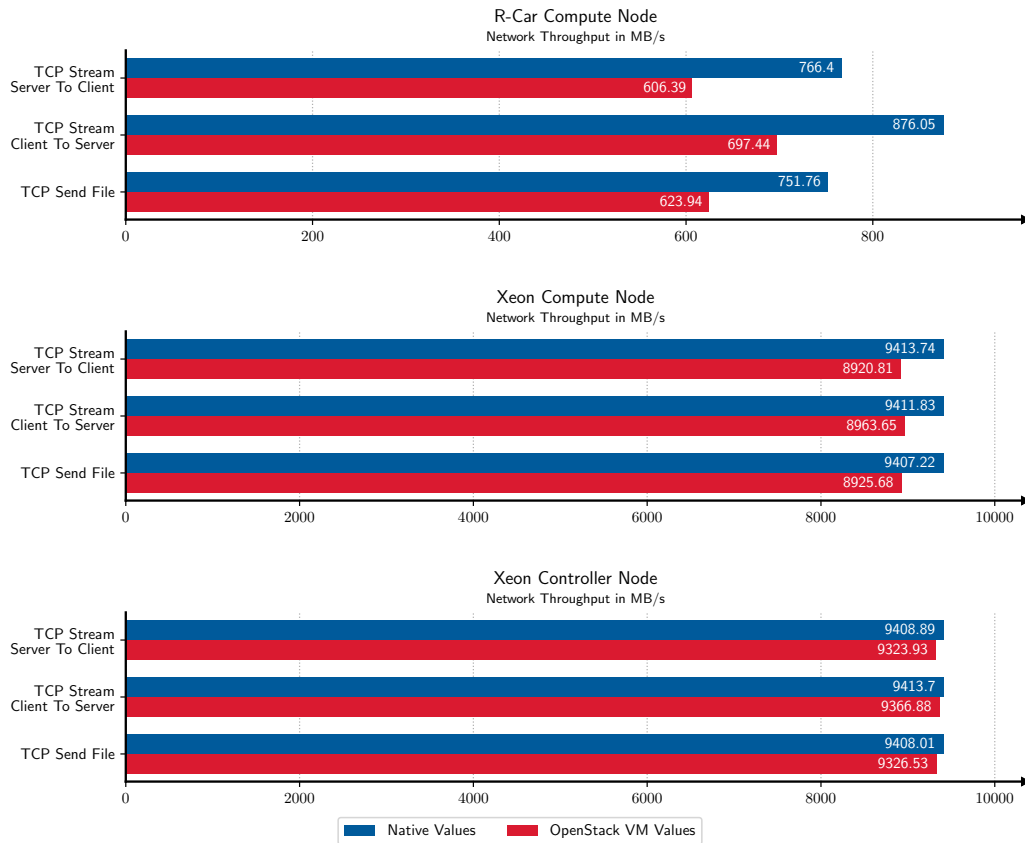 R-Car Compute Node
Network Throughput in MB/s
TCP Stream
Server To Client
766.4
606.39
TCP Stream
Client To Server
876.05
697.44
TCP Send File
751.76
623.94
0 200 400 600 800
Xeon Compute Node
Network Throughput in MB/s
TCP Stream
Server To Client
9413.74
8920.81
TCP Stream
Client To Server
9411.83
8963.65
TCP Send File
9407.22
8925.68
0 2000 4000 6000 8000 10000
Xeon Controller Node
Network Throughput in MB/s
TCP Stream
Server To Client
9408.89
9323.93
TCP Stream
Client To Server
9413.7
9366.88
TCP Send File
9408.01
9326.53
0 2000 4000 6000 8000 10000
Native Values OpenStack VM Values